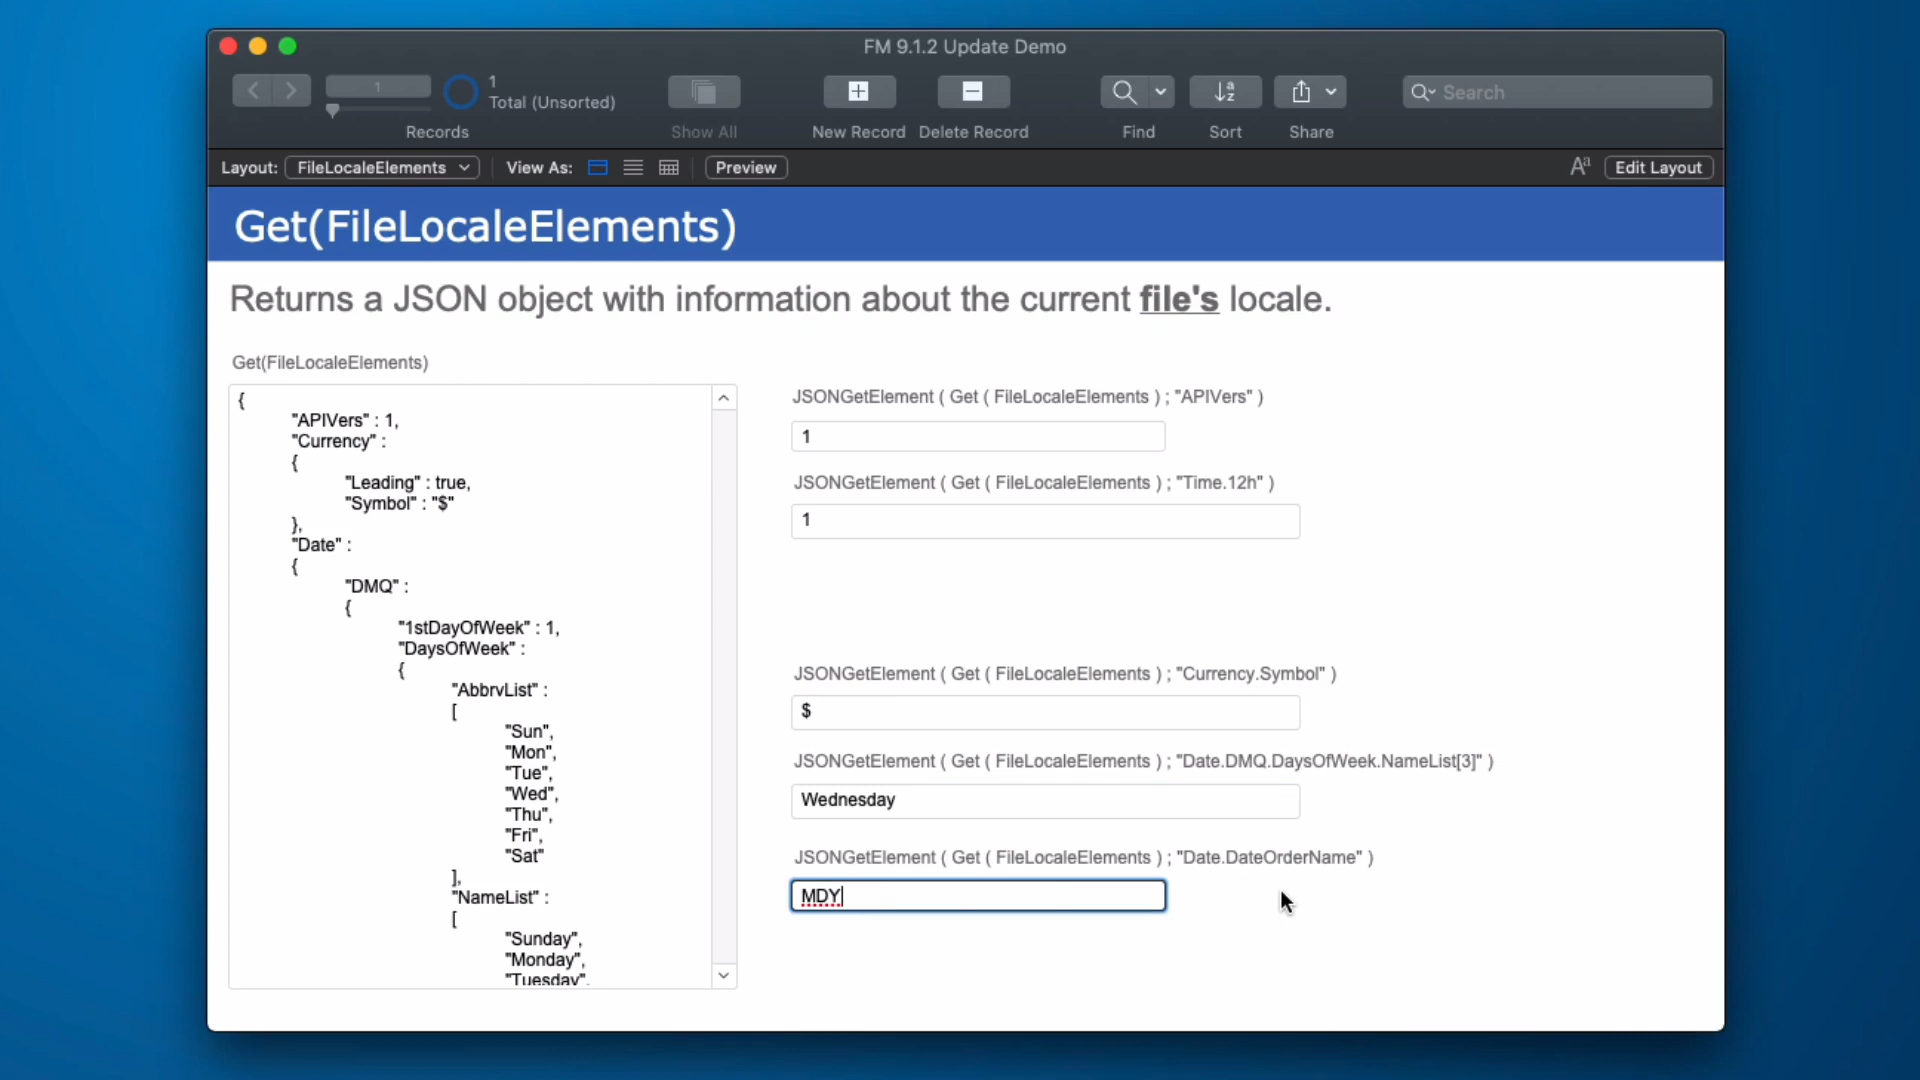 FM 9.1.2 Update Demo
1
1
Total (Unsorted)
Records
Show All
New Record
Delete Record
Find
Sort
Share
Search
Layout: FileLocaleElements
View As:
Preview
Aa
Edit Layout
Get(FileLocaleElements)
Returns a JSON object with information about the current file's locale.
Get(FileLocaleElements)
{
"APIVers" : 1,
"Currency" :
{
"Leading" : true,
"Symbol" : "$"
},
"Date" :
{
"DMQ" :
{
"1stDayOfWeek" : 1,
"DaysOfWeek" :
{
"AbbrvList" :
[
"Sun",
"Mon",
"Tue",
"Wed",
"Thu",
"Fri",
"Sat"
],
"NameList" :
[
"Sunday",
"Monday",
"Tuesday",
JSONGetElement ( Get ( FileLocaleElements ) ; "APIVers" )
1
JSONGetElement ( Get ( FileLocaleElements ) ; "Time.12h" )
1
JSONGetElement ( Get ( FileLocaleElements ) ; "Currency.Symbol" )
$
JSONGetElement ( Get ( FileLocaleElements ) ; "Date.DMQ.DaysOfWeek.NameList[3]" )
Wednesday
JSONGetElement ( Get ( FileLocaleElements ) ; "Date.DateOrderName" )
MDY